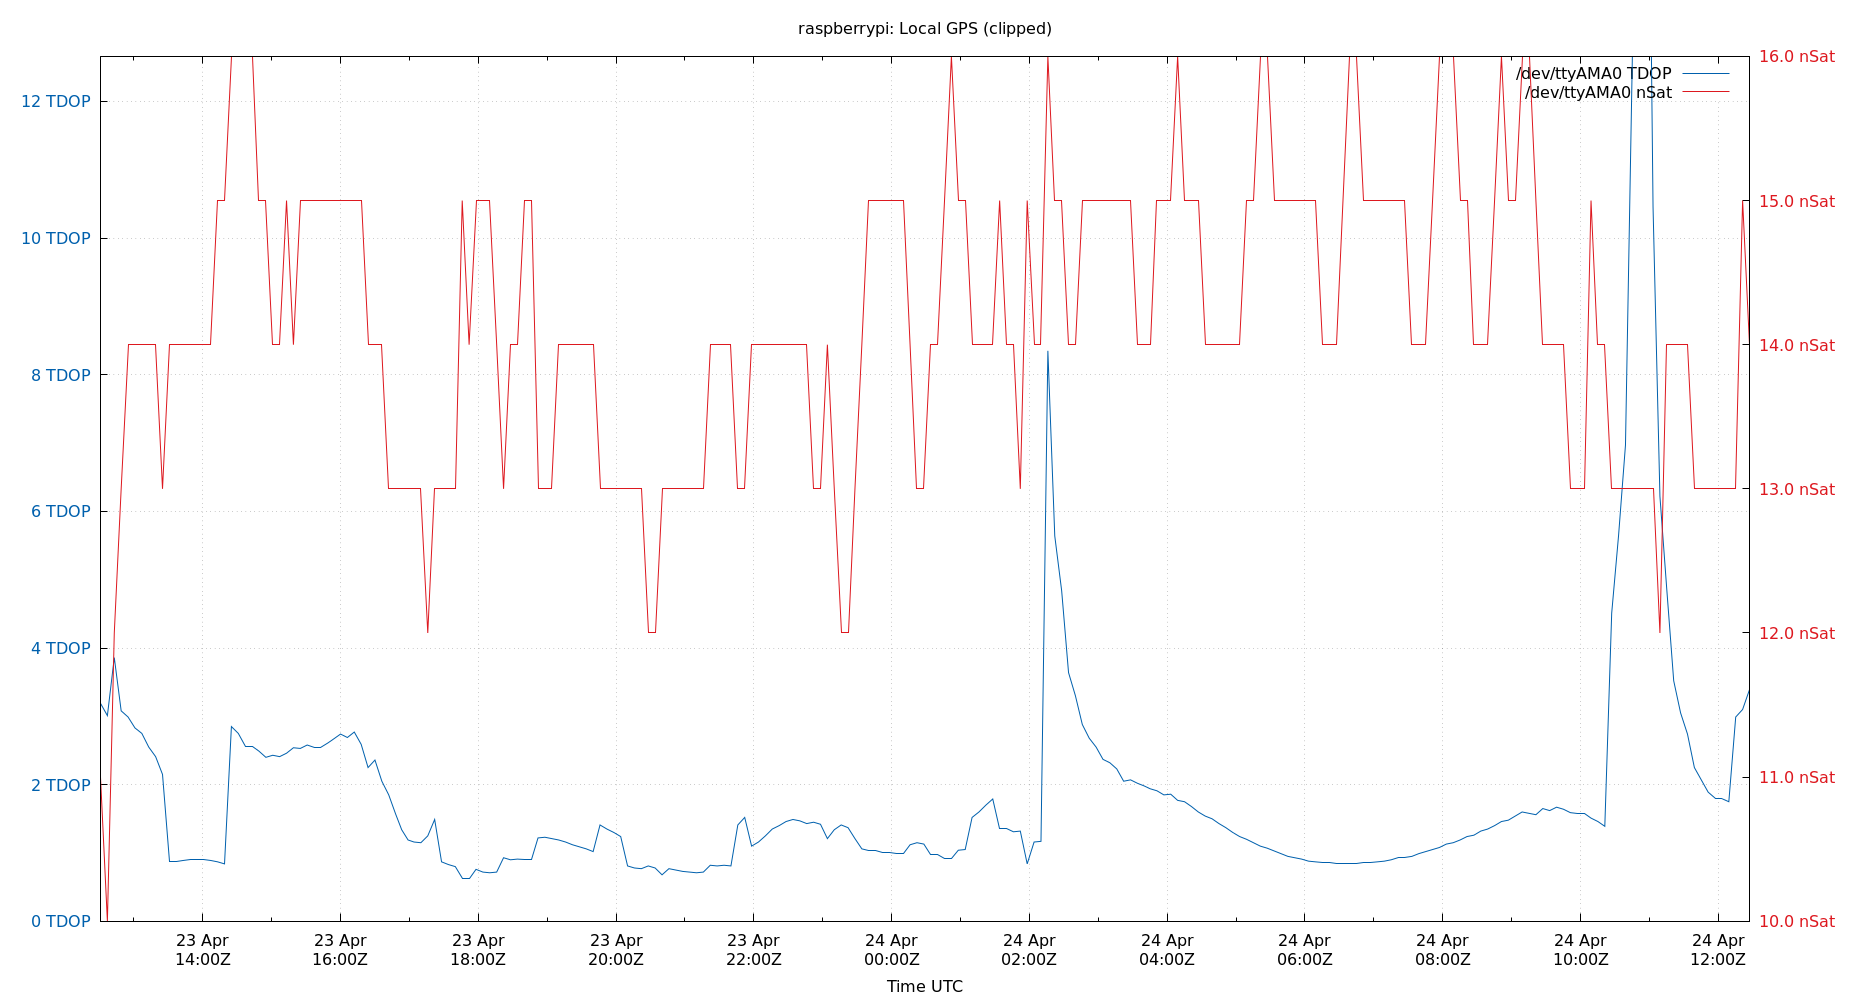 raspberrypi: Local GPS (clipped)
/dev/ttyAMA0 TDOP
/dev/ttyAMA0 nSat
12 TDOP
10 TDOP
8 TDOP
6 TDOP
4 TDOP
2 TDOP
0 TDOP
16.0 nSat
15.0 nSat
14.0 nSat
13.0 nSat
12.0 nSat
11.0 nSat
10.0 nSat
23 Apr
14:00Z
23 Apr
16:00Z
23 Apr
18:00Z
23 Apr
20:00Z
23 Apr
22:00Z
24 Apr
00:00Z
24 Apr
02:00Z
24 Apr
04:00Z
24 Apr
06:00Z
24 Apr
08:00Z
24 Apr
10:00Z
24 Apr
12:00Z
Time UTC